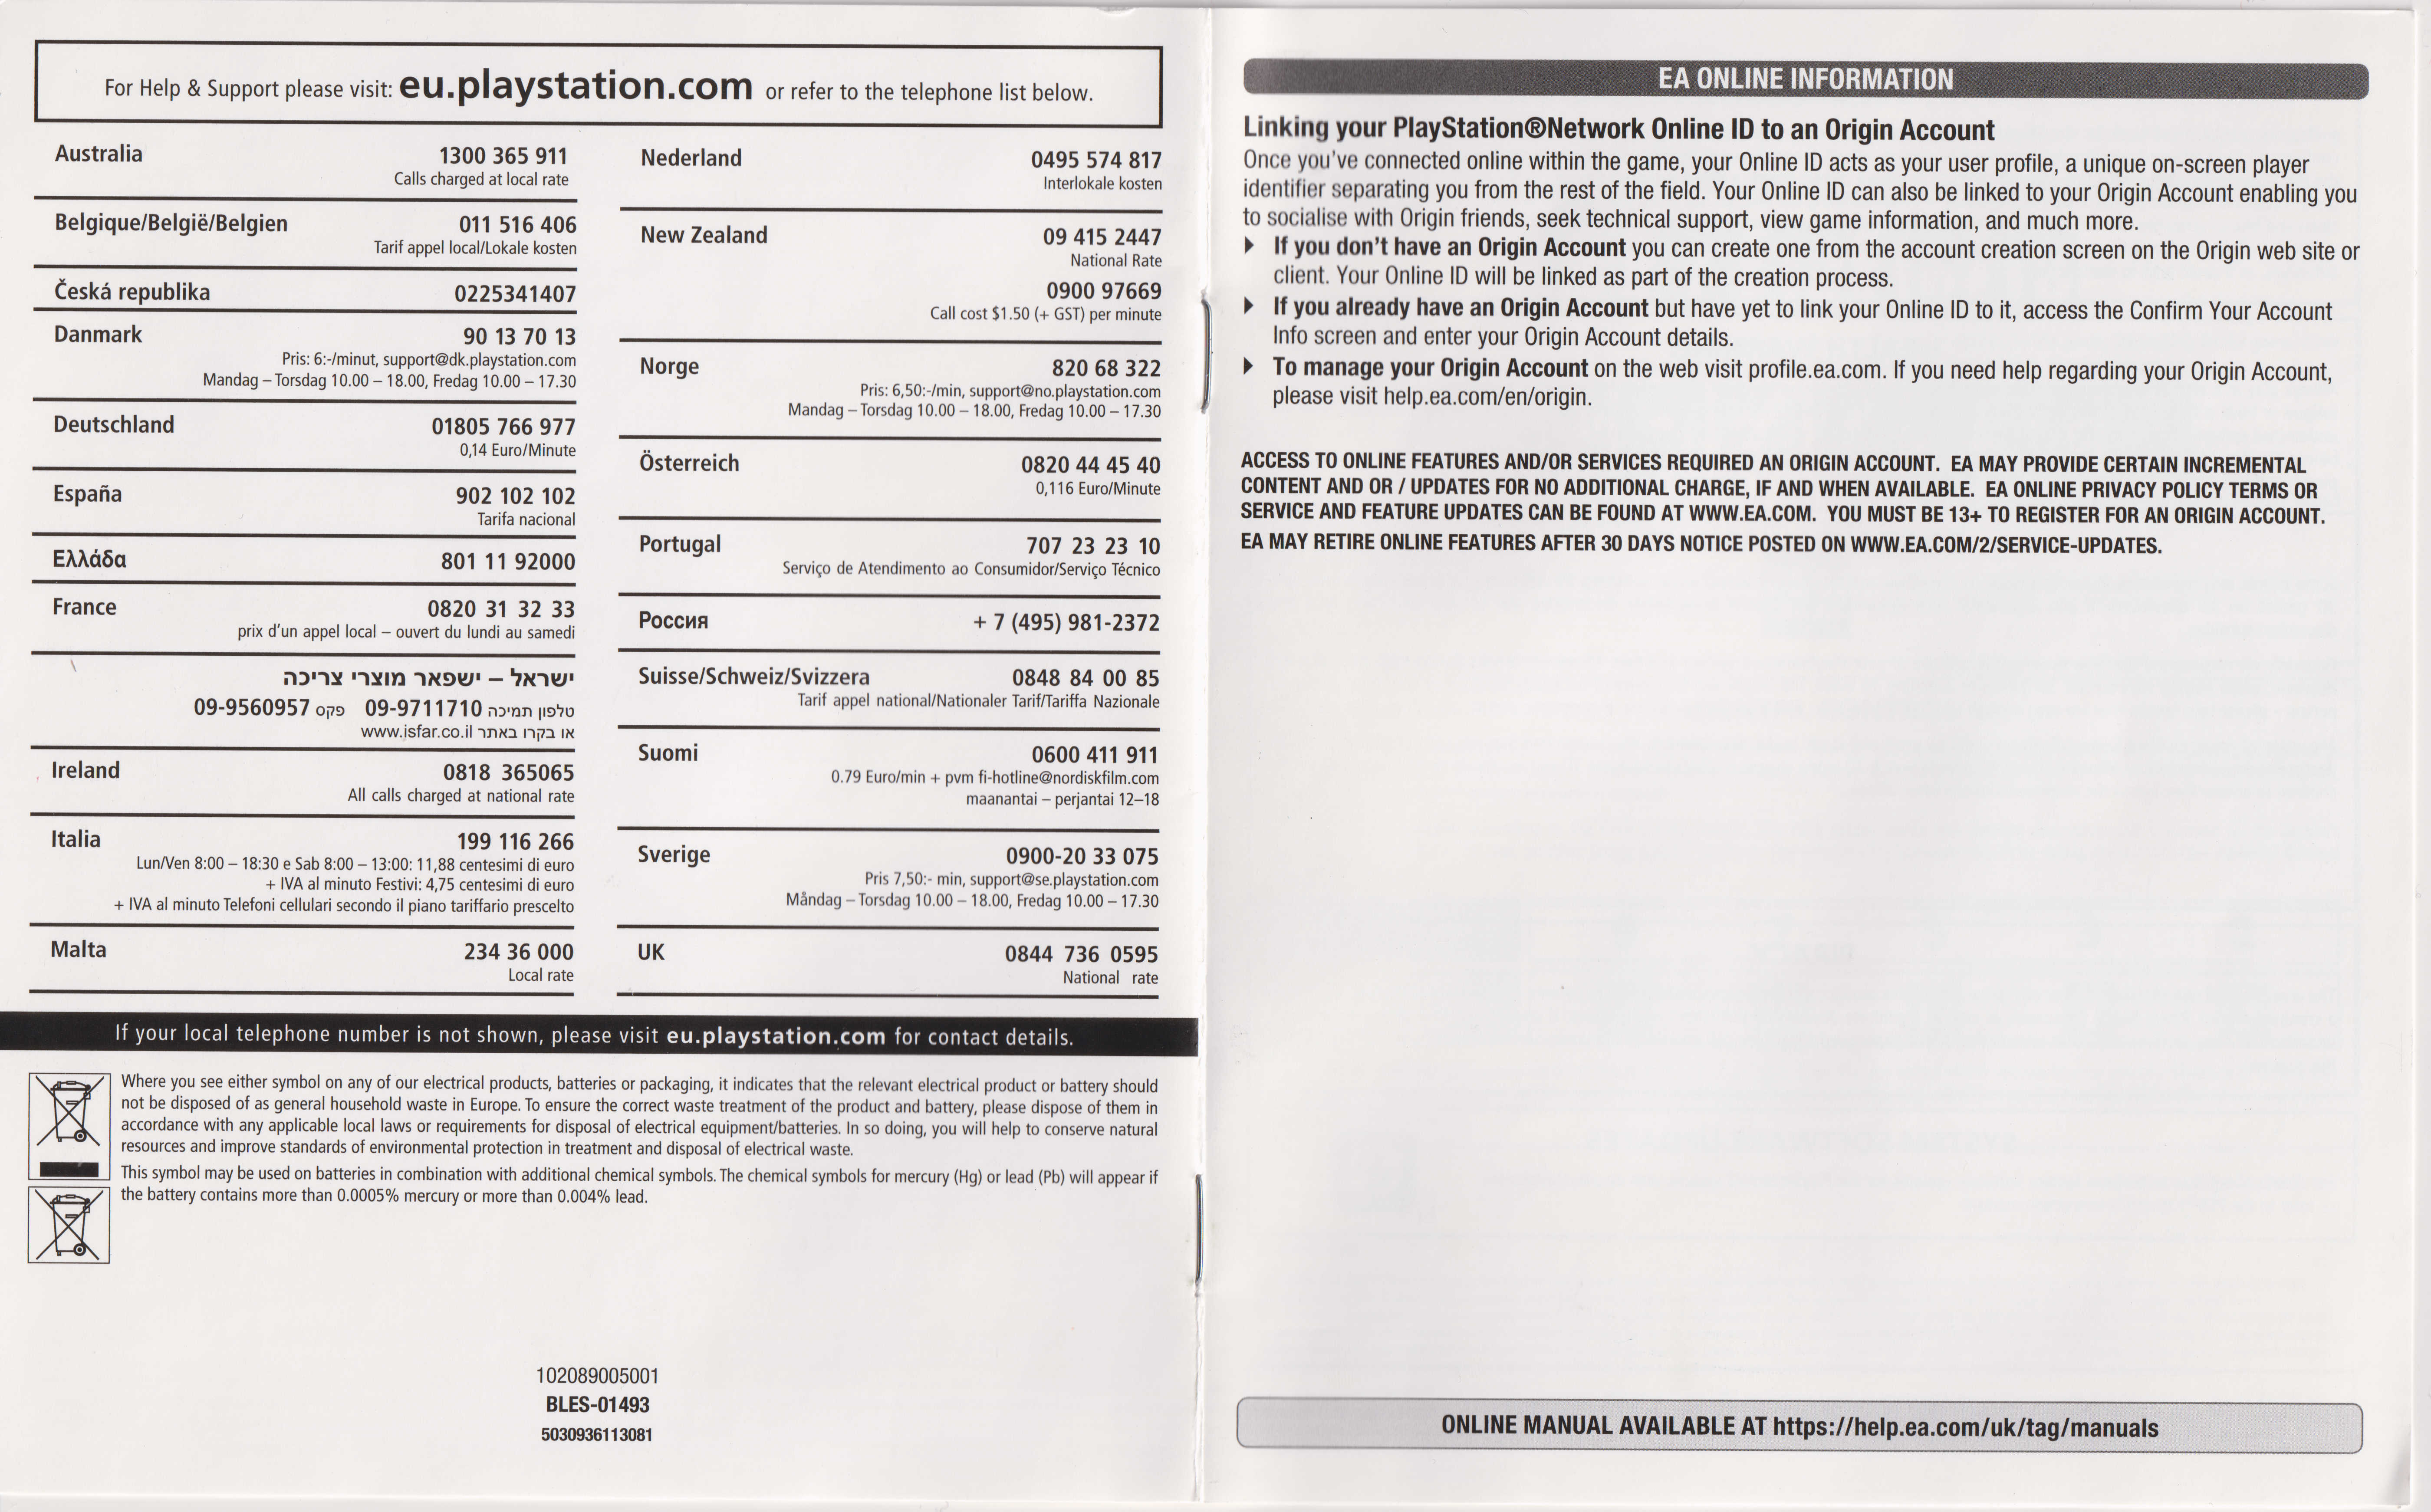 For Help & Support please visit: eu.playstation.com or refer to the telephone list below.
Australia 1300 365 911
Calls charged at local rate
Belgique/België/Belgien 011 516 406
Tarif appel local/Lokale kosten
Česká republika 0225341407
Danmark 90 13 70 13
Pris: 6:-/minut, support@dk.playstation.com
Mandag – Torsdag 10.00 – 18.00, Fredag 10.00 – 17.30
Deutschland 01805 766 977
0,14 Euro/Minute
España 902 102 102
Tarifa nacional
Ελλάδα 801 11 92000
France 0820 31 32 33
prix d'un appel local – ouvert du lundi au samedi
ישראל – ישפאר מוצרי צריכה
טלפון תמיכה 09-9711710 פקס 09-9560957
או בקרו באתר www.isfar.co.il
Ireland 0818 365065
All calls charged at national rate
Italia 199 116 266
Lun/Ven 8:00 – 18:30 e Sab 8:00 – 13:00: 11,88 centesimi di euro
+ IVA al minuto Festivi: 4,75 centesimi di euro
+ IVA al minuto Telefoni cellulari secondo il piano tariffario prescelto
Malta 234 36 000
Local rate
Nederland 0495 574 817
Interlokale kosten
New Zealand 09 415 2447
National Rate
0900 97669
Call cost $1.50 (+ GST) per minute
Norge 820 68 322
Pris: 6,50:-/min, support@no.playstation.com
Mandag – Torsdag 10.00 – 18.00, Fredag 10.00 – 17.30
Österreich 0820 44 45 40
0,116 Euro/Minute
Portugal 707 23 23 10
Serviço de Atendimento ao Consumidor/Serviço Técnico
Россия + 7 (495) 981-2372
Suisse/Schweiz/Svizzera 0848 84 00 85
Tarif appel national/Nationaler Tarif/Tariffa Nazionale
Suomi 0600 411 911
0.79 Euro/min + pvm fi-hotline@nordiskfilm.com
maanantai – perjantai 12–18
Sverige 0900-20 33 075
Pris 7,50:- min, support@se.playstation.com
Måndag – Torsdag 10.00 – 18.00, Fredag 10.00 – 17.30
UK 0844 736 0595
National rate
If your local telephone number is not shown, please visit eu.playstation.com for contact details.
Where you see either symbol on any of our electrical products, batteries or packaging, it indicates that the relevant electrical product or battery should
not be disposed of as general household waste in Europe. To ensure the correct waste treatment of the product and battery, please dispose of them in
accordance with any applicable local laws or requirements for disposal of electrical equipment/batteries. In so doing, you will help to conserve natural
resources and improve standards of environmental protection in treatment and disposal of electrical waste.
This symbol may be used on batteries in combination with additional chemical symbols. The chemical symbols for mercury (Hg) or lead (Pb) will appear if
the battery contains more than 0.0005% mercury or more than 0.004% lead.
102089005001
BLES-01493
5030936113081
EA ONLINE INFORMATION
Linking your PlayStation®Network Online ID to an Origin Account
Once you've connected online within the game, your Online ID acts as your user profile, a unique on-screen player
identifier separating you from the rest of the field. Your Online ID can also be linked to your Origin Account enabling you
to socialise with Origin friends, seek technical support, view game information, and much more.
If you don't have an Origin Account you can create one from the account creation screen on the Origin web site or
client. Your Online ID will be linked as part of the creation process.
If you already have an Origin Account but have yet to link your Online ID to it, access the Confirm Your Account
Info screen and enter your Origin Account details.
To manage your Origin Account on the web visit profile.ea.com. If you need help regarding your Origin Account,
please visit help.ea.com/en/origin.
ACCESS TO ONLINE FEATURES AND/OR SERVICES REQUIRED AN ORIGIN ACCOUNT. EA MAY PROVIDE CERTAIN INCREMENTAL
CONTENT AND OR / UPDATES FOR NO ADDITIONAL CHARGE, IF AND WHEN AVAILABLE. EA ONLINE PRIVACY POLICY TERMS OR
SERVICE AND FEATURE UPDATES CAN BE FOUND AT WWW.EA.COM. YOU MUST BE 13+ TO REGISTER FOR AN ORIGIN ACCOUNT.
EA MAY RETIRE ONLINE FEATURES AFTER 30 DAYS NOTICE POSTED ON WWW.EA.COM/2/SERVICE-UPDATES.
ONLINE MANUAL AVAILABLE AT https://help.ea.com/uk/tag/manuals